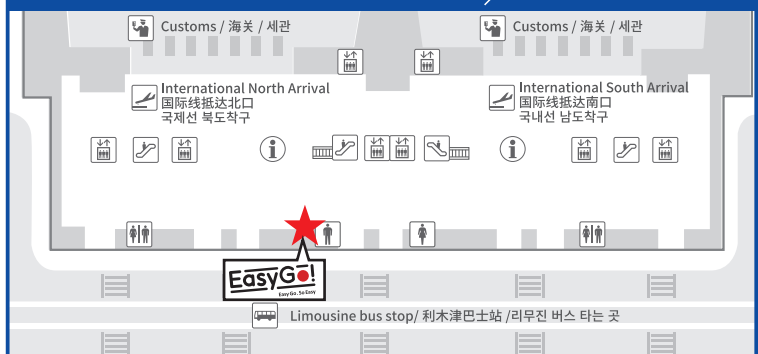 Customs / 海关 / 세관
Customs / 海关 / 세관
International North Arrival
国际线抵达北口
국제선 북도착구
International South Arrival
国际线抵达南口
국내선 남도착구
EasyGo!
Easy Go. So Easy
Limousine bus stop/ 利木津巴士站 /리무진 버스 타는 곳